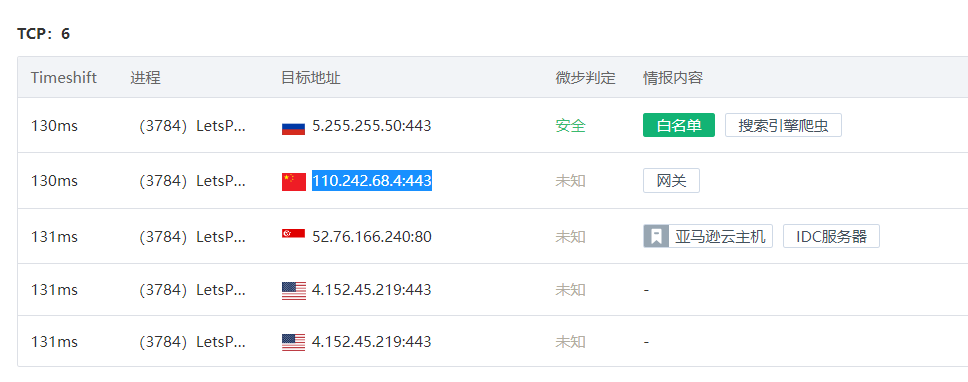 TCP：6
Timeshift 进程 目标地址 微步判定 情报内容
130ms （3784）LetsP... 5.255.255.50:443 安全 白名单 搜索引擎爬虫
130ms （3784）LetsP... 110.242.68.4:443 未知 网关
131ms （3784）LetsP... 52.76.166.240:80 未知 亚马逊云主机 IDC服务器
131ms （3784）LetsP... 4.152.45.219:443 未知 -
131ms （3784）LetsP... 4.152.45.219:443 未知 -